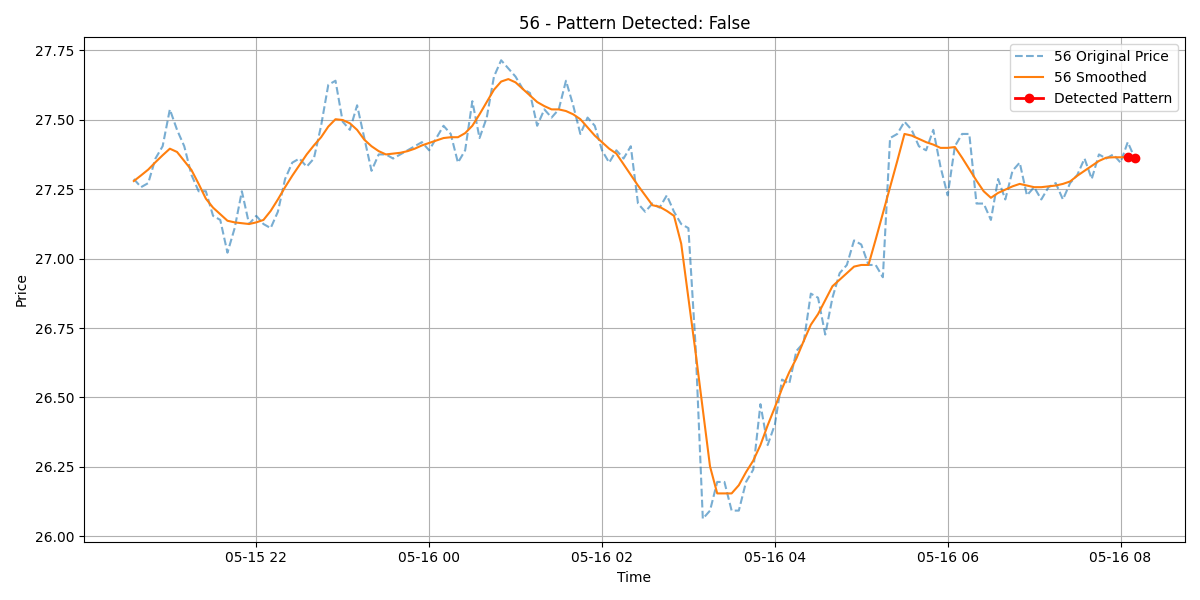 56 - Pattern Detected: False
56 Original Price
56 Smoothed
Detected Pattern
Price
27.75
27.50
27.25
27.00
26.75
26.50
26.25
26.00
05-15 22
05-16 00
05-16 02
05-16 04
05-16 06
05-16 08
Time